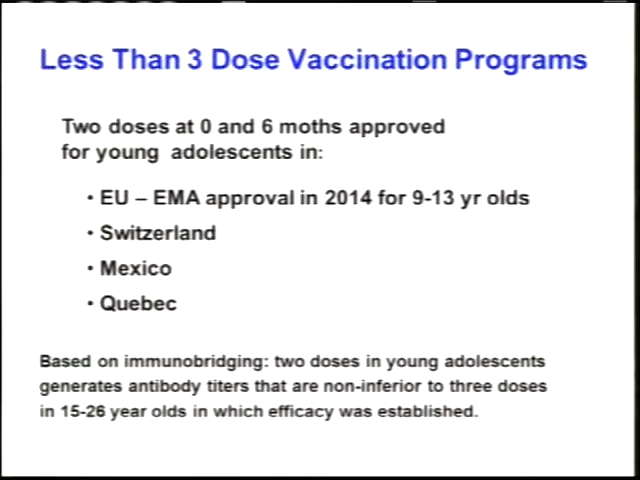 Less Than 3 Dose Vaccination Programs
Two doses at 0 and 6 moths approved
for young adolescents in:
• EU – EMA approval in 2014 for 9-13 yr olds
• Switzerland
• Mexico
• Quebec
Based on immunobridging: two doses in young adolescents
generates antibody titers that are non-inferior to three doses
in 15-26 year olds in which efficacy was established.